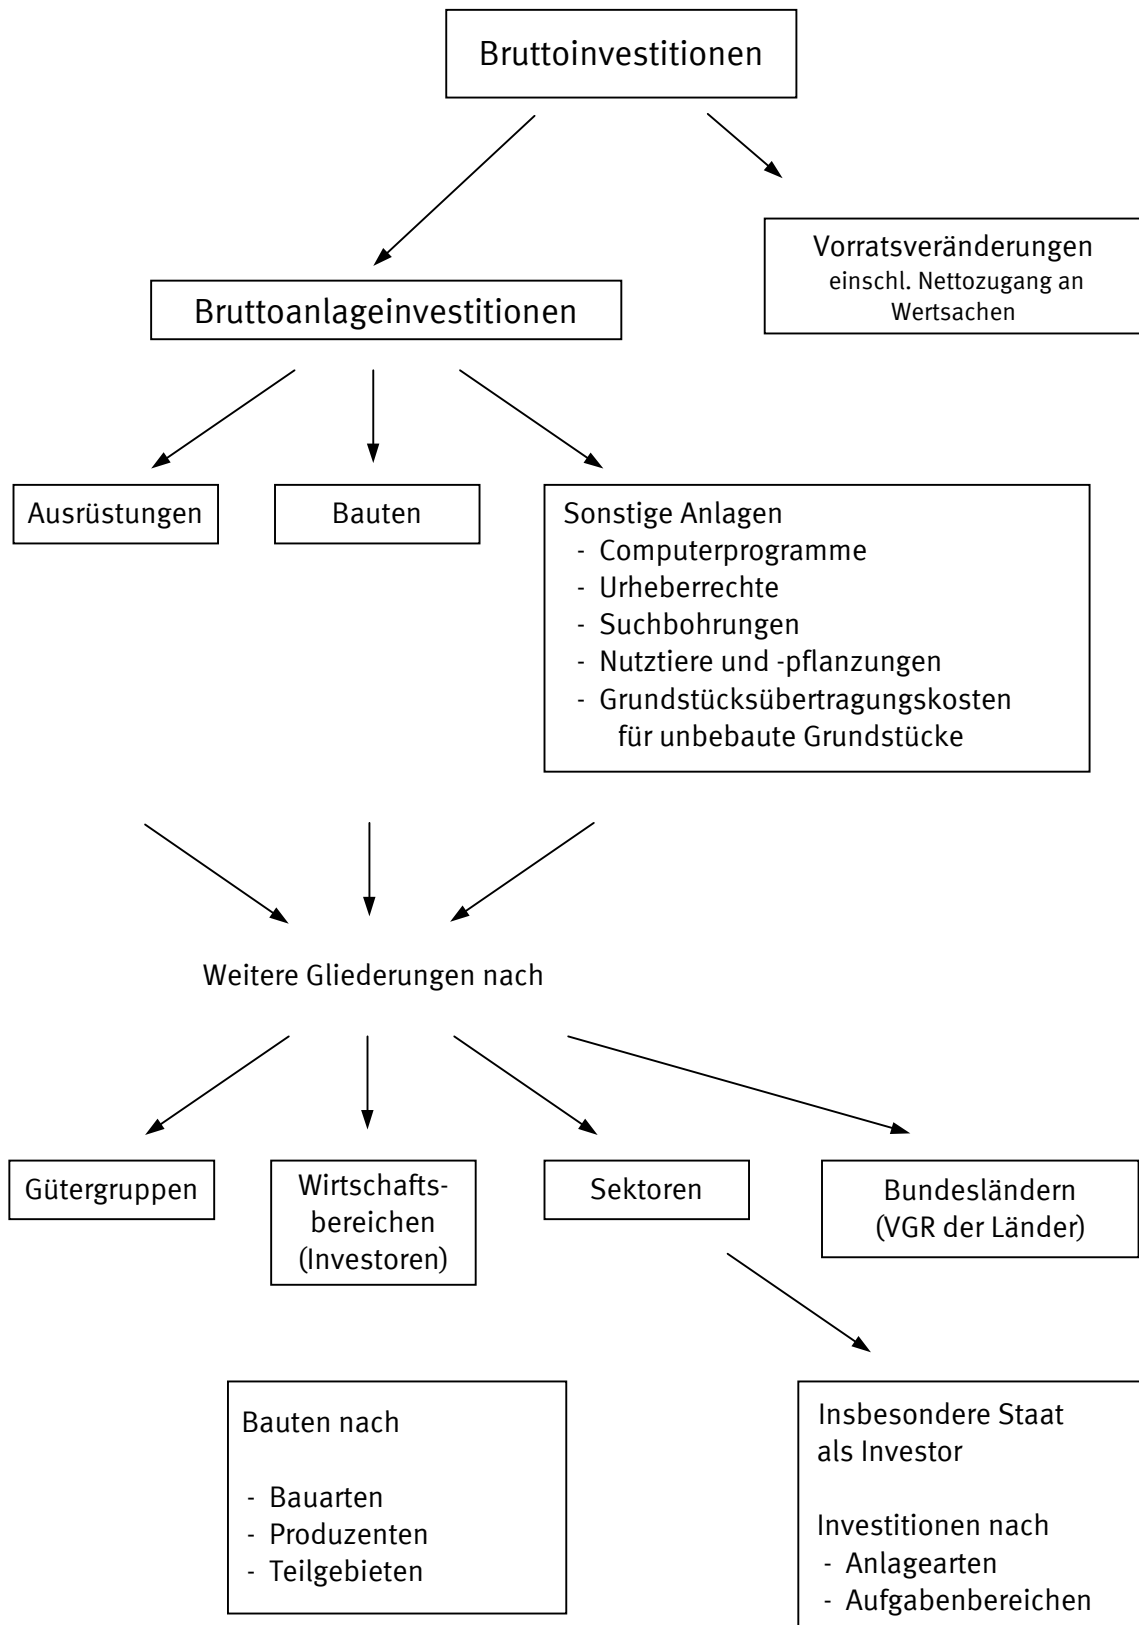 Bruttoinvestitionen
Vorratsveränderungen
einschl. Nettozugang an
Wertsachen
Bruttoanlageinvestitionen
Ausrüstungen
Bauten
Sonstige Anlagen
- Computerprogramme
- Urheberrechte
- Suchbohrungen
- Nutztiere und -pflanzungen
- Grundstücksübertragungskosten
für unbebaute Grundstücke
Weitere Gliederungen nach
Gütergruppen
Wirtschafts-
bereichen
(Investoren)
Sektoren
Bundesländern
(VGR der Länder)
Bauten nach
- Bauarten
- Produzenten
- Teilgebieten
Insbesondere Staat
als Investor
Investitionen nach
- Anlagearten
- Aufgabenbereichen